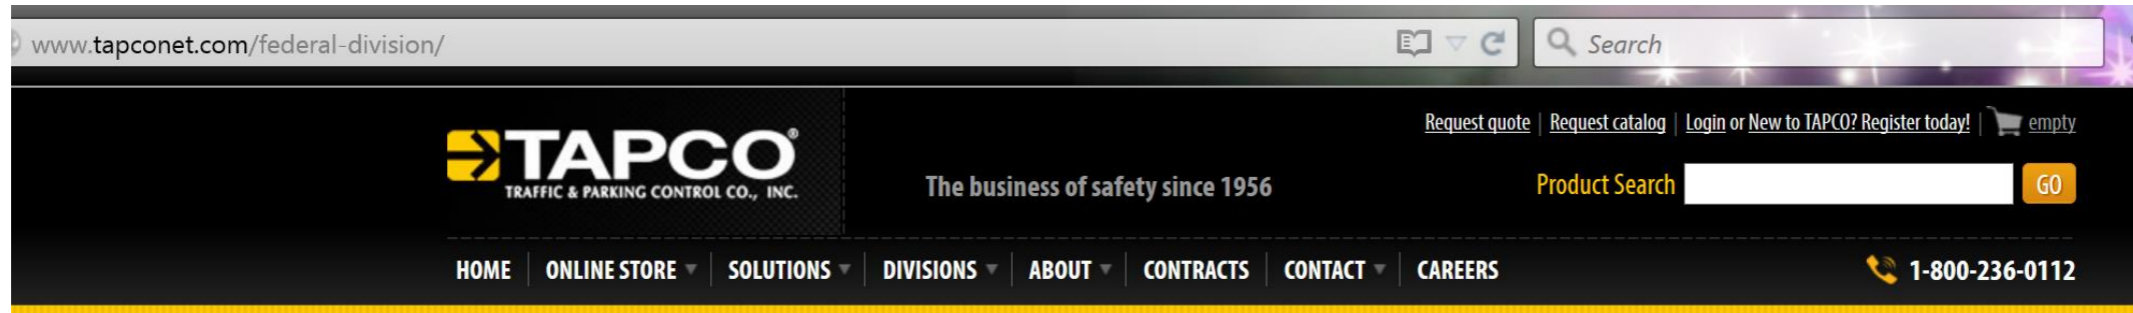 www.tapconet.com/federal-division/
Search
Request quote | Request catalog | Login or New to TAPCO? Register today! | empty
TAPCO®
TRAFFIC & PARKING CONTROL CO., INC.
The business of safety since 1956
Product Search GO
HOME ONLINE STORE SOLUTIONS DIVISIONS ABOUT CONTRACTS CONTACT CAREERS 1-800-236-0112